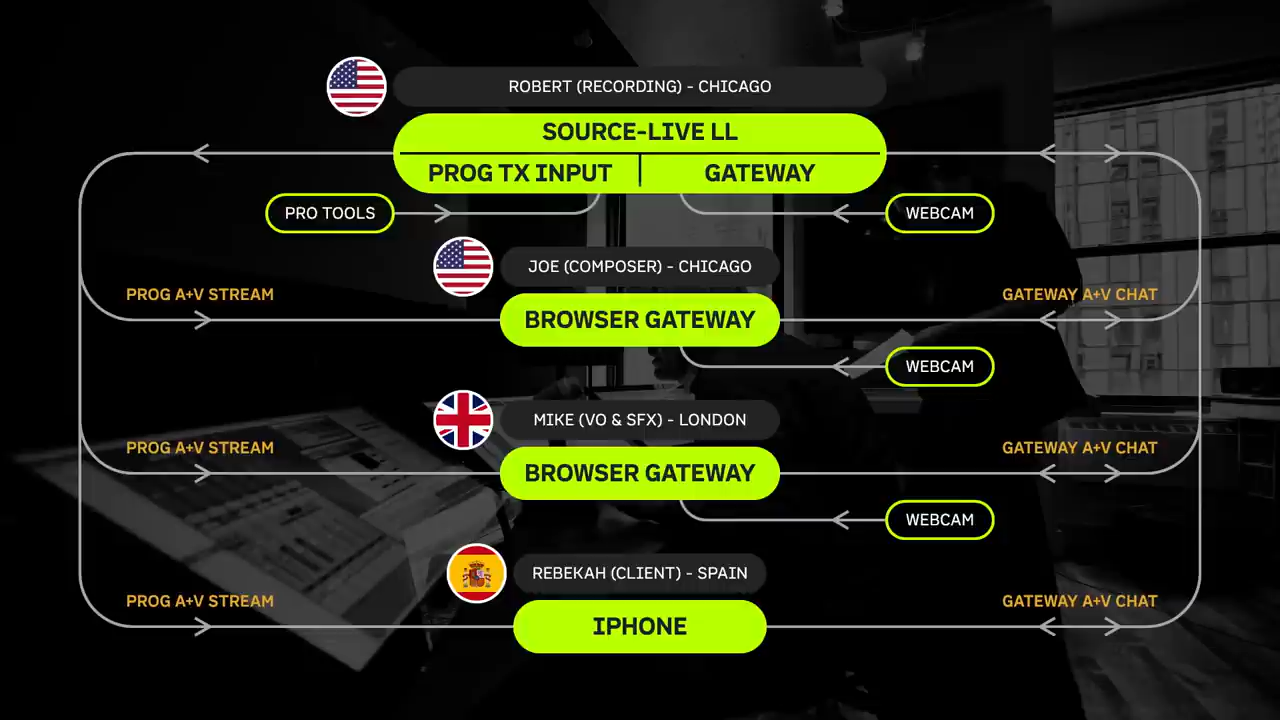 ROBERT (RECORDING) - CHICAGO
SOURCE-LIVE LL
PROG TX INPUT
GATEWAY
PRO TOOLS
WEBCAM
JOE (COMPOSER) - CHICAGO
PROG A+V STREAM
GATEWAY A+V CHAT
BROWSER GATEWAY
WEBCAM
MIKE (VO & SFX) - LONDON
PROG A+V STREAM
GATEWAY A+V CHAT
BROWSER GATEWAY
WEBCAM
REBEKAH (CLIENT) - SPAIN
PROG A+V STREAM
GATEWAY A+V CHAT
IPHONE